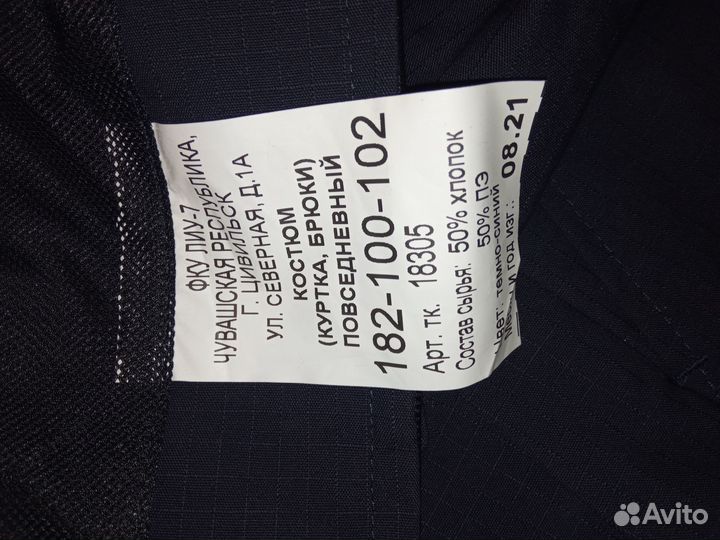 ФКУ ЛИУ-7
ЧУВАШСКАЯ РЕСПУБЛИКА,
Г. ЦИВИЛЬСК
УЛ. СЕВЕРНАЯ, Д.1А
КОСТЮМ
(КУРТКА, БРЮКИ)
ПОВСЕДНЕВНЫЙ
182-100-102
Арт. тк. 18305
Состав сырья: 50% хлопок
50% ПЭ
Цвет: темно-синий
и год изг.: 08.21
Avito